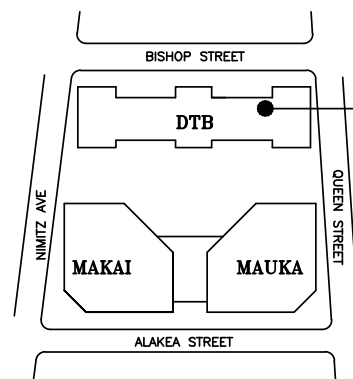 BISHOP STREET
DTB
NIMITZ AVE
QUEEN STREET
MAKAI
MAUKA
ALAKEA STREET